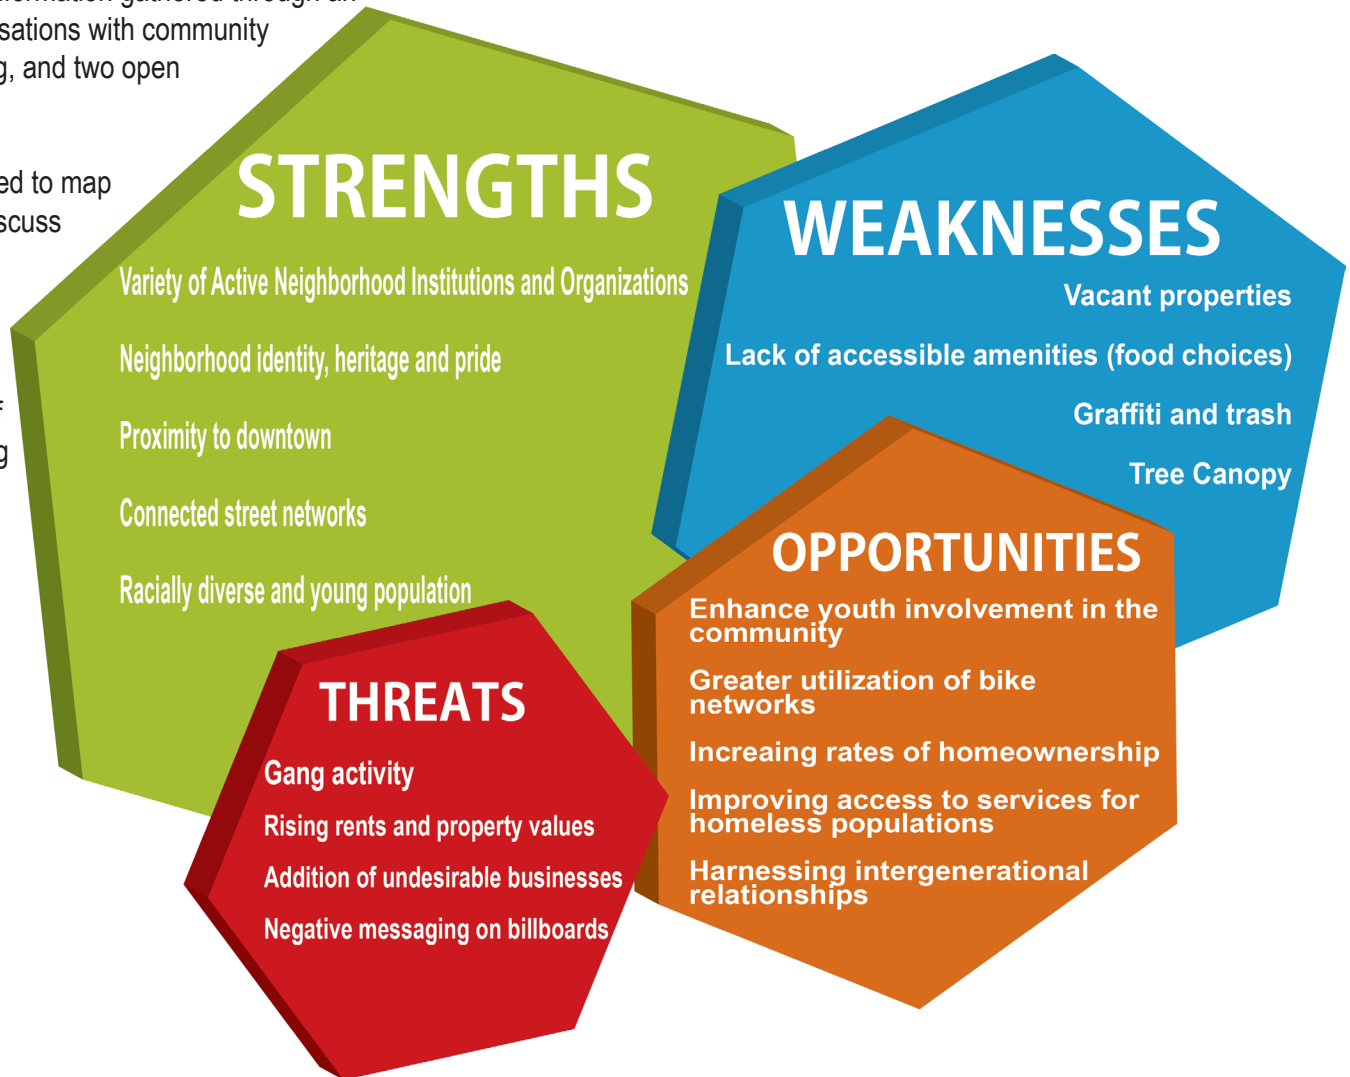 formation gathered through an
sations with community
g, and two open
ed to map
scuss
g
STRENGTHS
Variety of Active Neighborhood Institutions and Organizations
Neighborhood identity, heritage and pride
Proximity to downtown
Connected street networks
Racially diverse and young population
WEAKNESSES
Vacant properties
Lack of accessible amenities (food choices)
Graffiti and trash
Tree Canopy
OPPORTUNITIES
Enhance youth involvement in the
community
Greater utilization of bike
networks
Increaing rates of homeownership
Improving access to services for
homeless populations
Harnessing intergenerational
relationships
THREATS
Gang activity
Rising rents and property values
Addition of undesirable businesses
Negative messaging on billboards